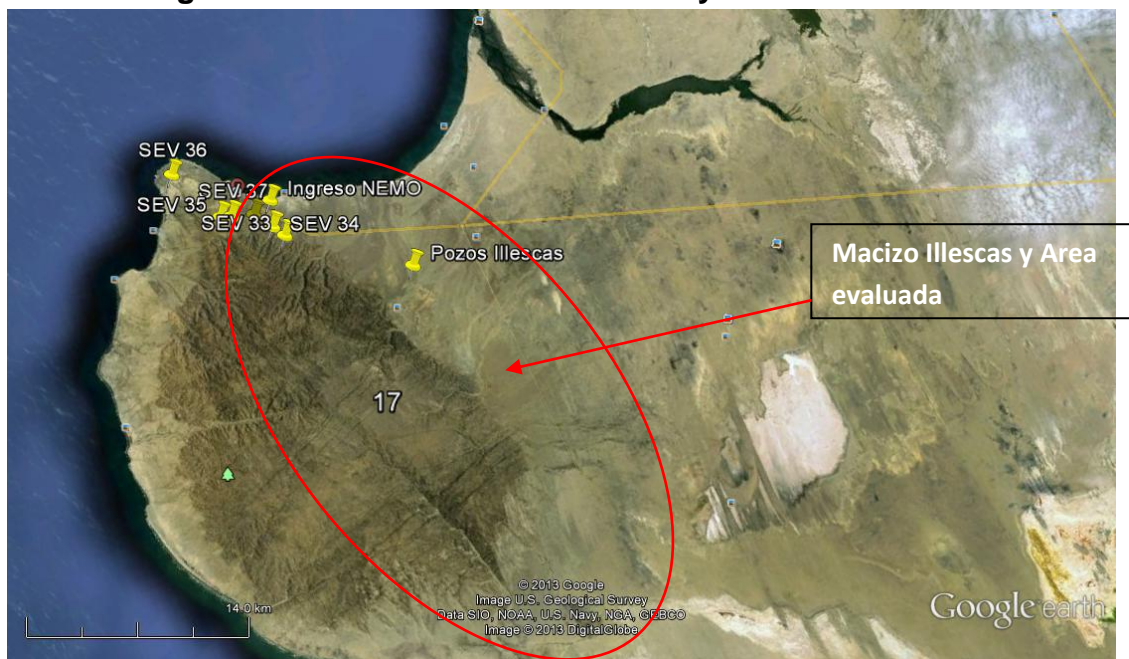 SEV 36
SEV 37
Ingreso NEMO
SEV 35
SEV 33
SEV 34
Pozos Illescas
Macizo Illescas y Area
evaluada
17
14.0 km
© 2013 Google
Image U.S. Geological Survey
Data SIO, NOAA, U.S. Navy, NGA, GEBCO
Image © 2013 DigitalGlobe
Google earth